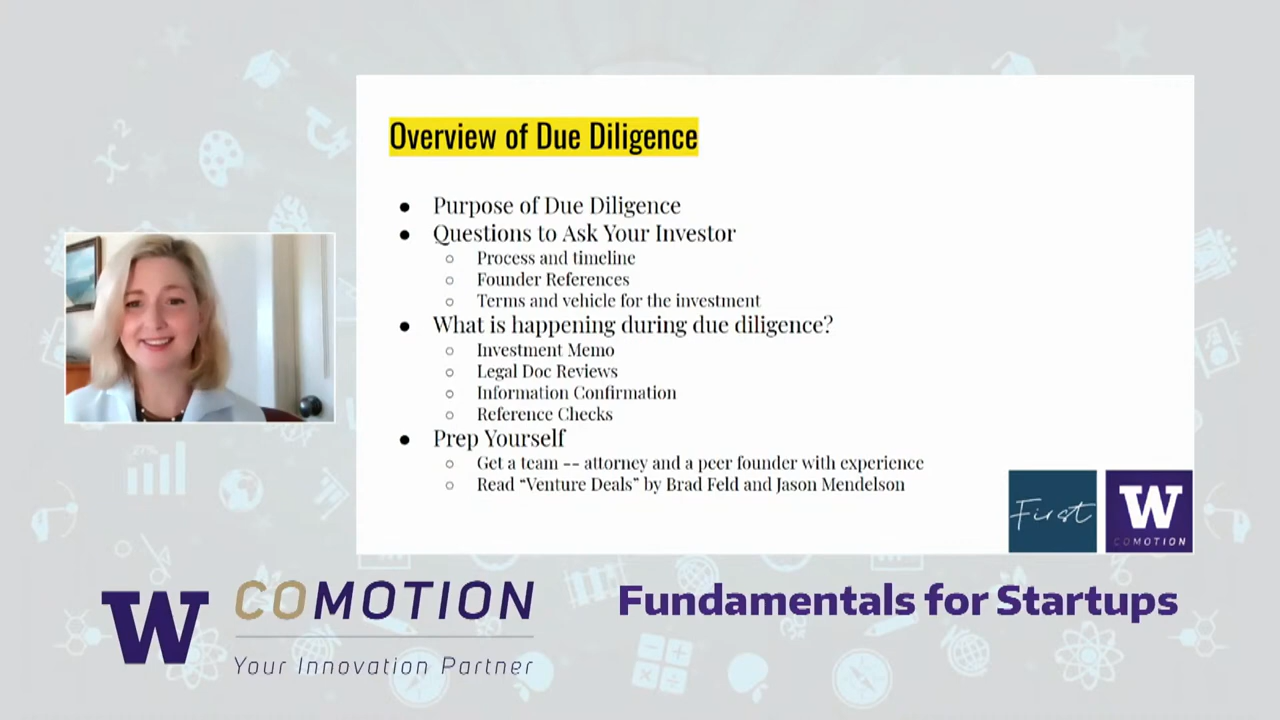 Overview of Due Diligence
● Purpose of Due Diligence
● Questions to Ask Your Investor
○ Process and timeline
○ Founder References
○ Terms and vehicle for the investment
● What is happening during due diligence?
○ Investment Memo
○ Legal Doc Reviews
○ Information Confirmation
○ Reference Checks
● Prep Yourself
○ Get a team -- attorney and a peer founder with experience
○ Read “Venture Deals” by Brad Feld and Jason Mendelson
First
W
COMOTION
W
COMOTION
Your Innovation Partner
Fundamentals for Startups